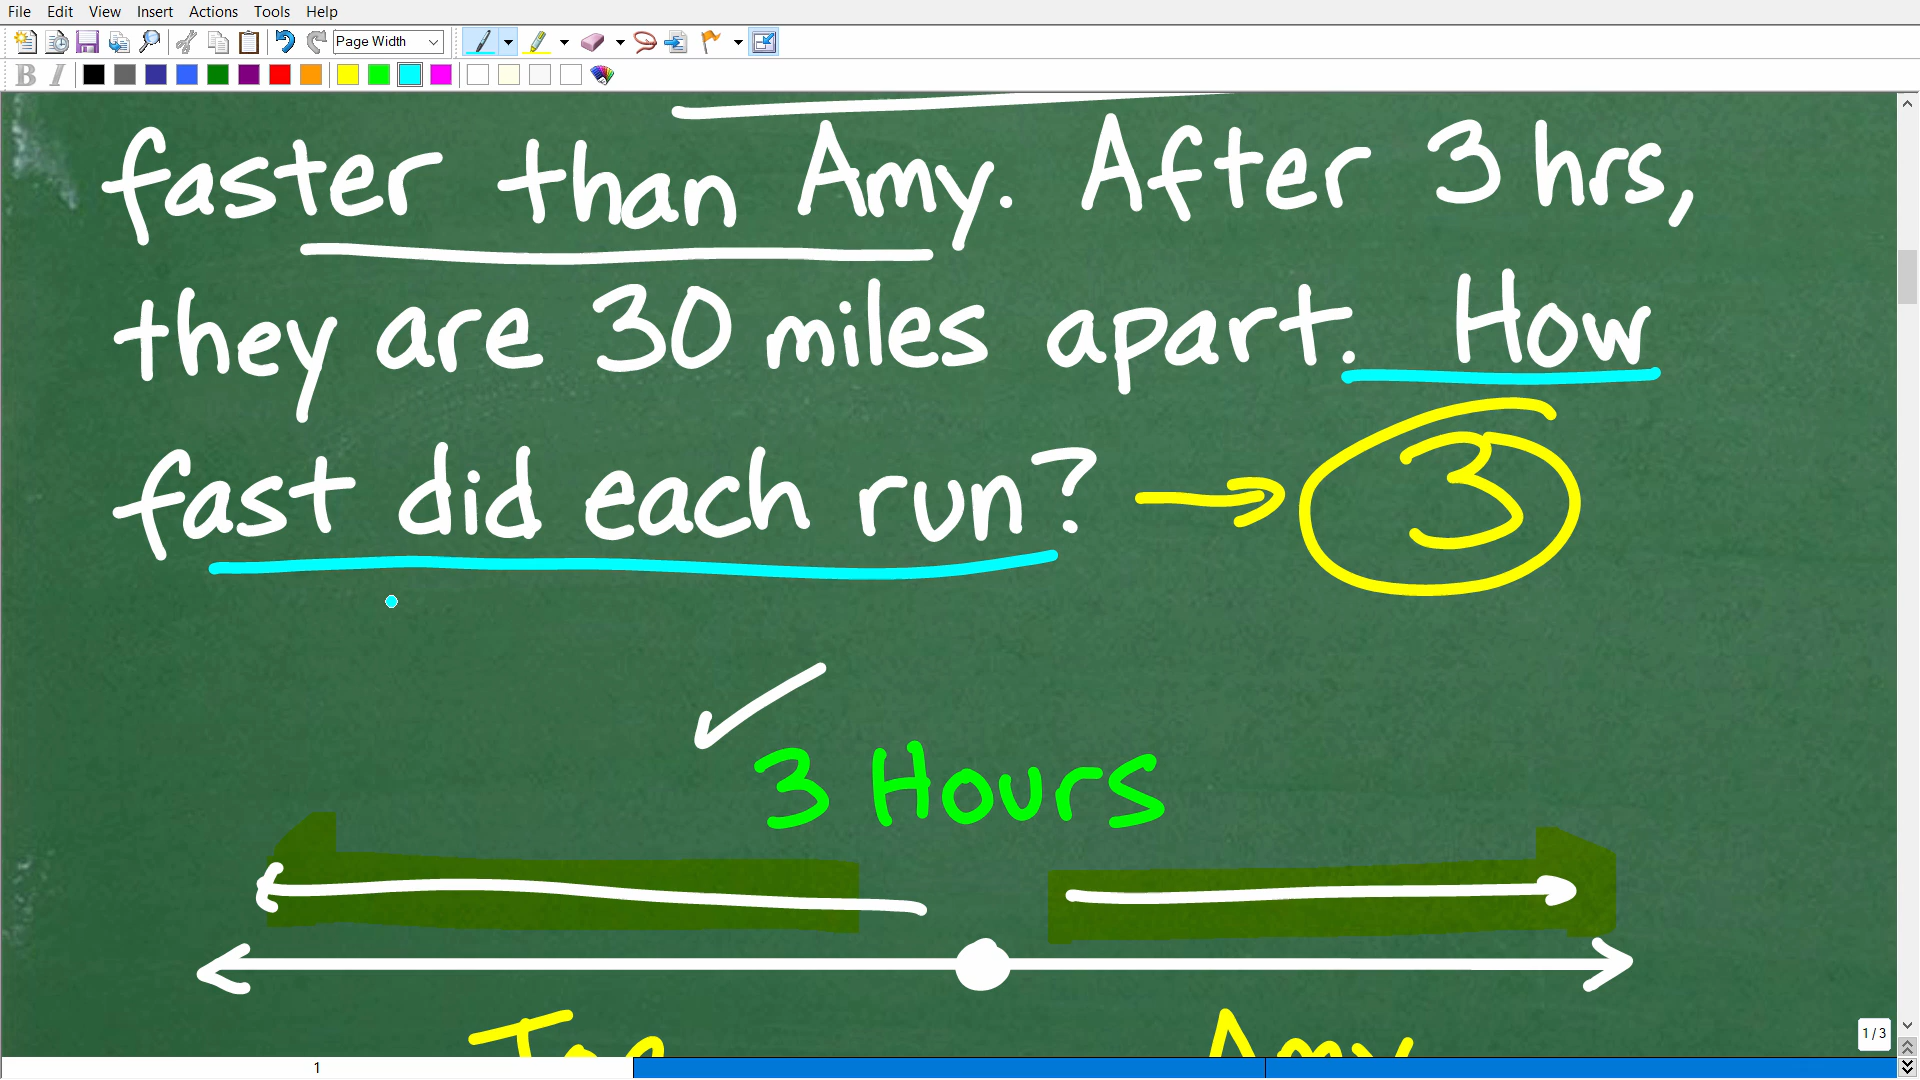 File Edit View Insert Actions Tools Help
Page Width
B I
faster than Amy. After 3 hrs,
they are 30 miles apart. How
fast did each run? → 3
3 Hours
Amy
1 / 3
1